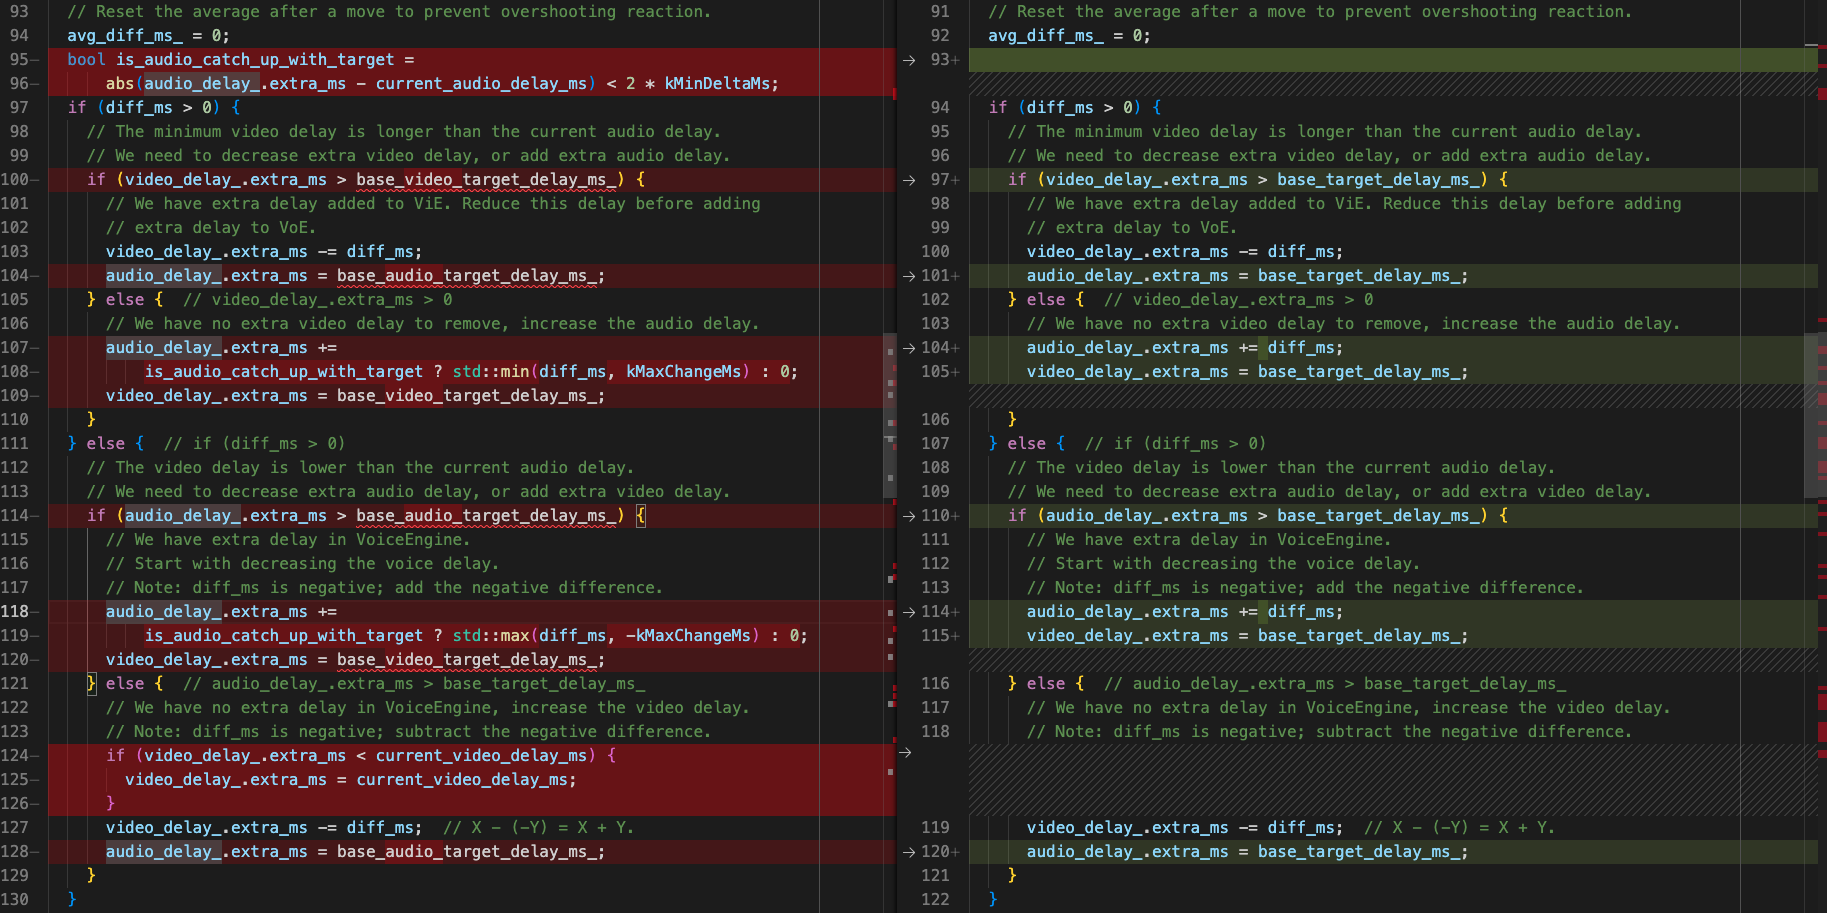 93 // Reset the average after a move to prevent overshooting reaction.
94 avg_diff_ms_ = 0;
95— bool is_audio_catch_up_with_target =
96— abs(audio_delay_.extra_ms - current_audio_delay_ms) < 2 * kMinDeltaMs;
97 if (diff_ms > 0) {
98 // The minimum video delay is longer than the current audio delay.
99 // We need to decrease extra video delay, or add extra audio delay.
100— if (video_delay_.extra_ms > base_video_target_delay_ms_) {
101 // We have extra delay added to ViE. Reduce this delay before adding
102 // extra delay to VoE.
103 video_delay_.extra_ms -= diff_ms;
104— audio_delay_.extra_ms = base_audio_target_delay_ms_;
105 } else { // video_delay_.extra_ms > 0
106 // We have no extra video delay to remove, increase the audio delay.
107— audio_delay_.extra_ms +=
108— is_audio_catch_up_with_target ? std::min(diff_ms, kMaxChangeMs) : 0;
109— video_delay_.extra_ms = base_video_target_delay_ms_;
110 }
111 } else { // if (diff_ms > 0)
112 // The video delay is lower than the current audio delay.
113 // We need to decrease extra audio delay, or add extra video delay.
114— if (audio_delay_.extra_ms > base_audio_target_delay_ms_) {
115 // We have extra delay in VoiceEngine.
116 // Start with decreasing the voice delay.
117 // Note: diff_ms is negative; add the negative difference.
118— audio_delay_.extra_ms +=
119— is_audio_catch_up_with_target ? std::max(diff_ms, -kMaxChangeMs) : 0;
120— video_delay_.extra_ms = base_video_target_delay_ms_;
121 } else { // audio_delay_.extra_ms > base_target_delay_ms_
122 // We have no extra delay in VoiceEngine, increase the video delay.
123 // Note: diff_ms is negative; subtract the negative difference.
124— if (video_delay_.extra_ms < current_video_delay_ms) {
125— video_delay_.extra_ms = current_video_delay_ms;
126— }
127 video_delay_.extra_ms -= diff_ms; // X - (-Y) = X + Y.
128— audio_delay_.extra_ms = base_audio_target_delay_ms_;
129 }
130 }
91 // Reset the average after a move to prevent overshooting reaction.
92 avg_diff_ms_ = 0;
→ 93+
94 if (diff_ms > 0) {
95 // The minimum video delay is longer than the current audio delay.
96 // We need to decrease extra video delay, or add extra audio delay.
→ 97+ if (video_delay_.extra_ms > base_target_delay_ms_) {
98 // We have extra delay added to ViE. Reduce this delay before adding
99 // extra delay to VoE.
100 video_delay_.extra_ms -= diff_ms;
→ 101+ audio_delay_.extra_ms = base_target_delay_ms_;
102 } else { // video_delay_.extra_ms > 0
103 // We have no extra video delay to remove, increase the audio delay.
→ 104+ audio_delay_.extra_ms += diff_ms;
105+ video_delay_.extra_ms = base_target_delay_ms_;
106 }
107 } else { // if (diff_ms > 0)
108 // The video delay is lower than the current audio delay.
109 // We need to decrease extra audio delay, or add extra video delay.
→ 110+ if (audio_delay_.extra_ms > base_target_delay_ms_) {
111 // We have extra delay in VoiceEngine.
112 // Start with decreasing the voice delay.
113 // Note: diff_ms is negative; add the negative difference.
→ 114+ audio_delay_.extra_ms += diff_ms;
115+ video_delay_.extra_ms = base_target_delay_ms_;
116 } else { // audio_delay_.extra_ms > base_target_delay_ms_
117 // We have no extra delay in VoiceEngine, increase the video delay.
118 // Note: diff_ms is negative; subtract the negative difference.
→
119 video_delay_.extra_ms -= diff_ms; // X - (-Y) = X + Y.
→ 120+ audio_delay_.extra_ms = base_target_delay_ms_;
121 }
122 }